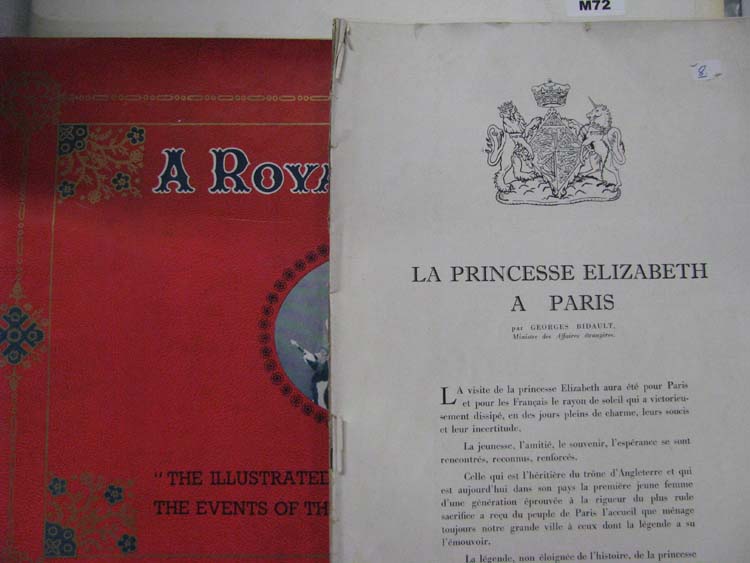 M72
8
A ROYA
"THE ILLUSTRATED
THE EVENTS OF TH
LA PRINCESSE ELIZABETH
A PARIS
par GEORGES BIDAULT,
Ministre des Affaires étrangères.
LA visite de la princesse Elizabeth aura été pour Paris
et pour les Français le rayon de soleil qui a victorieu-
sement dissipé, en des jours pleins de charme, leurs soucis
et leur incertitude.
La jeunesse, l'amitié, le souvenir, l'espérance se sont
rencontrés, reconnus, renforcés.
Celle qui est l'héritière du trône d'Angleterre et qui
est aujourd'hui dans son pays la première jeune femme
d'une génération éprouvée à la rigueur du plus rude
sacrifice a reçu du peuple de Paris l'accueil que ménage
toujours notre grande ville à ceux dont la légende a su
l'émouvoir.
La légende, non éloignée de l'histoire, de la princesse